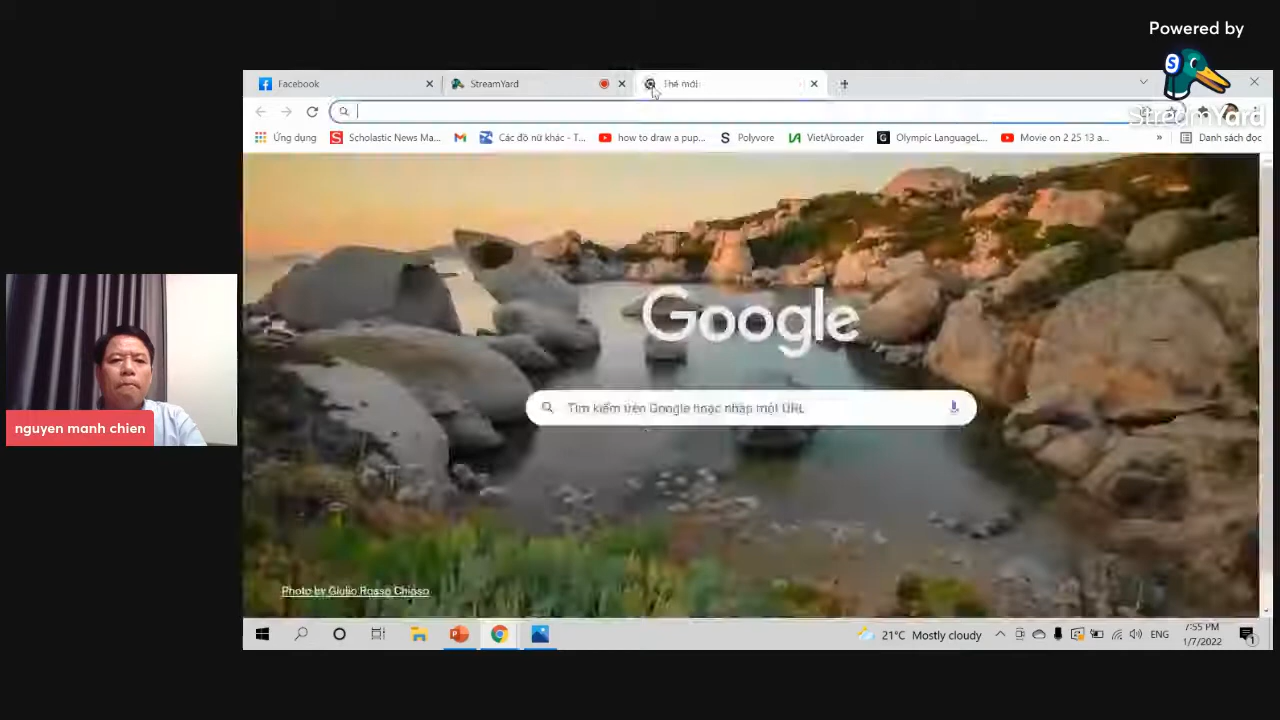 Powered by
StreamYard
Facebook
StreamYard
Thẻ mới
Ứng dụng
Scholastic News Ma...
Các đồ nữ khác - T...
how to draw a pup...
Polyvore
VietAbroader
Olympic LanguageL...
Movie on 2 25 13 a...
»
Danh sách đọc
Google
Tìm kiếm trên Google hoặc nhập một URL
nguyen manh chien
Photo by Giulio Rosso Chioso
21°C Mostly cloudy
ENG
7:55 PM
1/7/2022